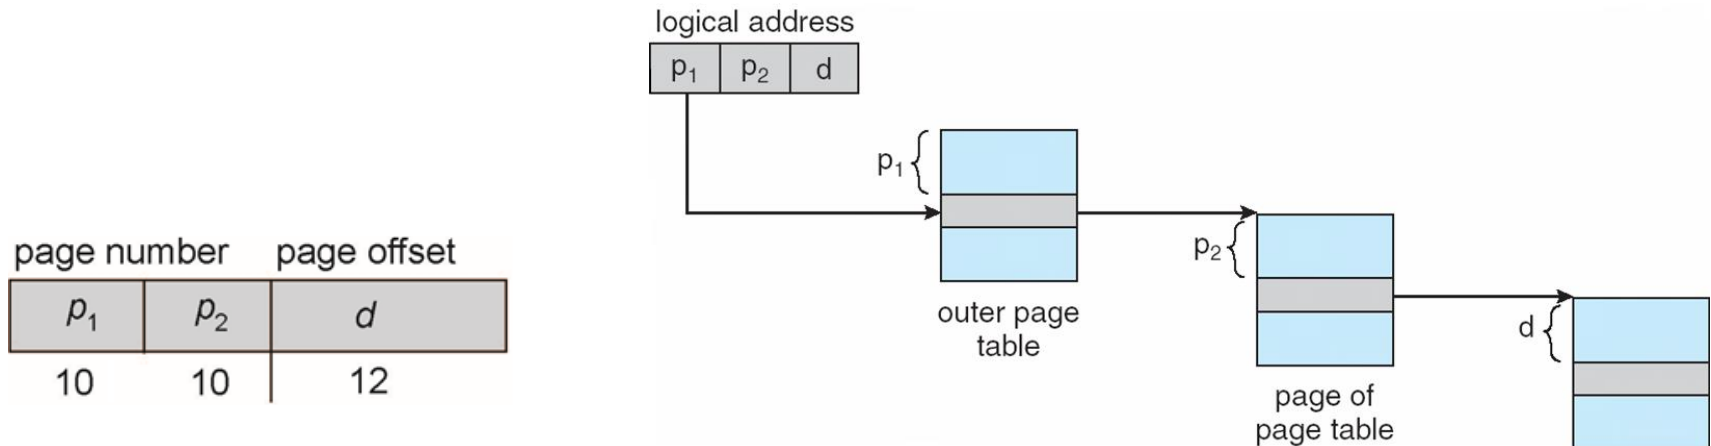 page number page offset
p1 p2 d
10 10 12
logical address
p1 p2 d
p1
outer page
table
p2
page of
page table
d